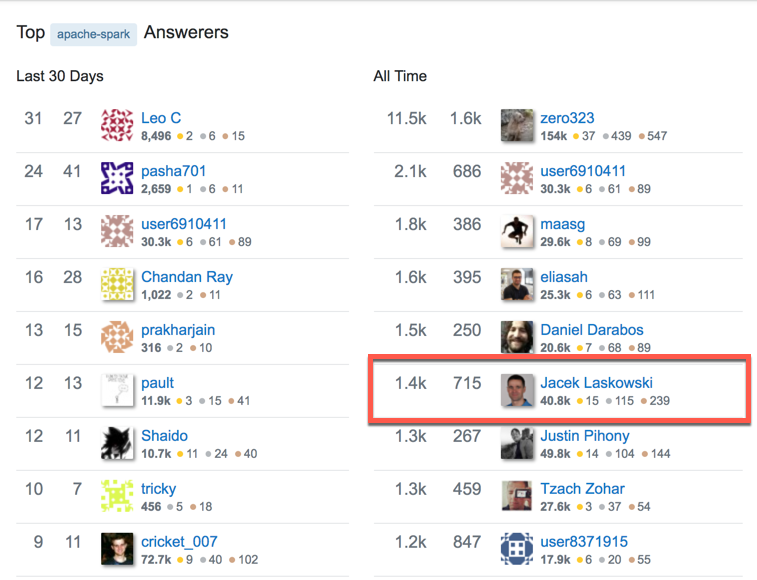 Top apache-spark Answerers
Last 30 Days
31 27 Leo C
8,496 2 6 15
24 41 pasha701
2,659 1 6 11
17 13 user6910411
30.3k 6 61 89
16 28 Chandan Ray
1,022 2 11
13 15 prakharjain
316 2 10
12 13 pault
11.9k 3 15 41
12 11 Shaido
10.7k 11 24 40
10 7 tricky
456 5 18
9 11 cricket_007
72.7k 9 40 102
All Time
11.5k 1.6k zero323
154k 37 439 547
2.1k 686 user6910411
30.3k 6 61 89
1.8k 386 maasg
29.6k 8 69 99
1.6k 395 eliasah
25.3k 6 63 111
1.5k 250 Daniel Darabos
20.6k 7 68 89
1.4k 715 Jacek Laskowski
40.8k 15 115 239
1.3k 267 Justin Pihony
49.8k 14 104 144
1.3k 459 Tzach Zohar
27.6k 3 37 54
1.2k 847 user8371915
17.9k 6 20 55